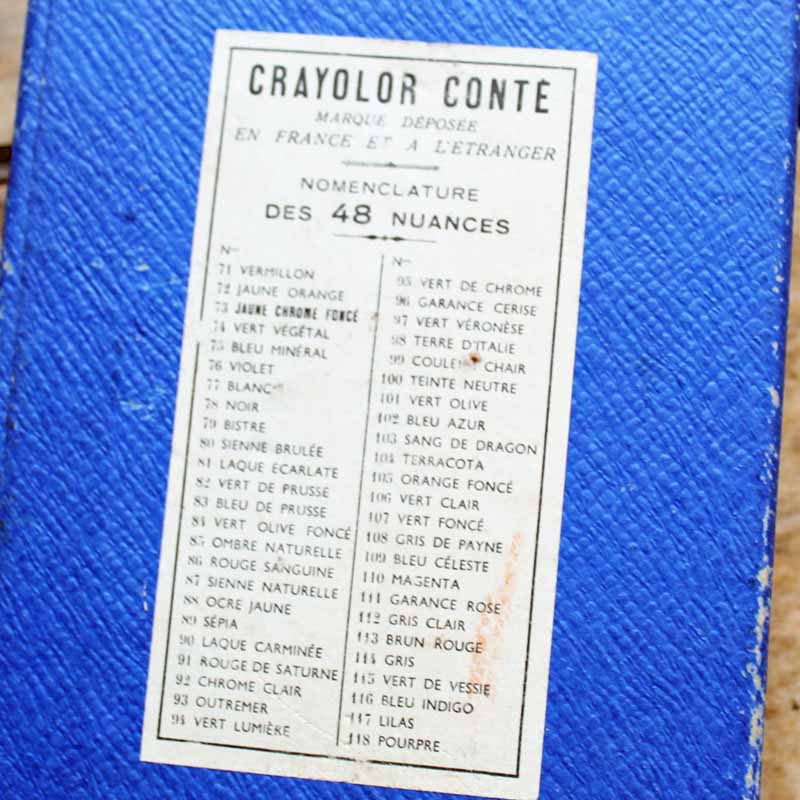 CRAYOLOR CONTÉ
MARQUE DÉPOSÉE
EN FRANCE ET A L'ETRANGER
NOMENCLATURE
DES 48 NUANCES
Nos
71 VERMILLON
72 JAUNE ORANGE
73 JAUNE CHROME FONCÉ
74 VERT VÉGÉTAL
75 BLEU MINÉRAL
76 VIOLET
77 BLANC
78 NOIR
79 BISTRE
80 SIENNE BRULÉE
81 LAQUE ECARLATE
82 VERT DE PRUSSE
83 BLEU DE PRUSSE
84 VERT OLIVE FONCÉ
85 OMBRE NATURELLE
86 ROUGE SANGUINE
87 SIENNE NATURELLE
88 OCRE JAUNE
89 SÉPIA
90 LAQUE CARMINÉE
91 ROUGE DE SATURNE
92 CHROME CLAIR
93 OUTREMER
94 VERT LUMIÈRE
Nos
95 VERT DE CHROME
96 GARANCE CERISE
97 VERT VÉRONÈSE
98 TERRE D'ITALIE
99 COULEUR CHAIR
100 TEINTE NEUTRE
101 VERT OLIVE
102 BLEU AZUR
103 SANG DE DRAGON
104 TERRACOTA
105 ORANGE FONCÉ
106 VERT CLAIR
107 VERT FONCÉ
108 GRIS DE PAYNE
109 BLEU CÉLESTE
110 MAGENTA
111 GARANCE ROSE
112 GRIS CLAIR
113 BRUN ROUGE
114 GRIS
115 VERT DE VESSIE
116 BLEU INDIGO
117 LILAS
118 POURPRE